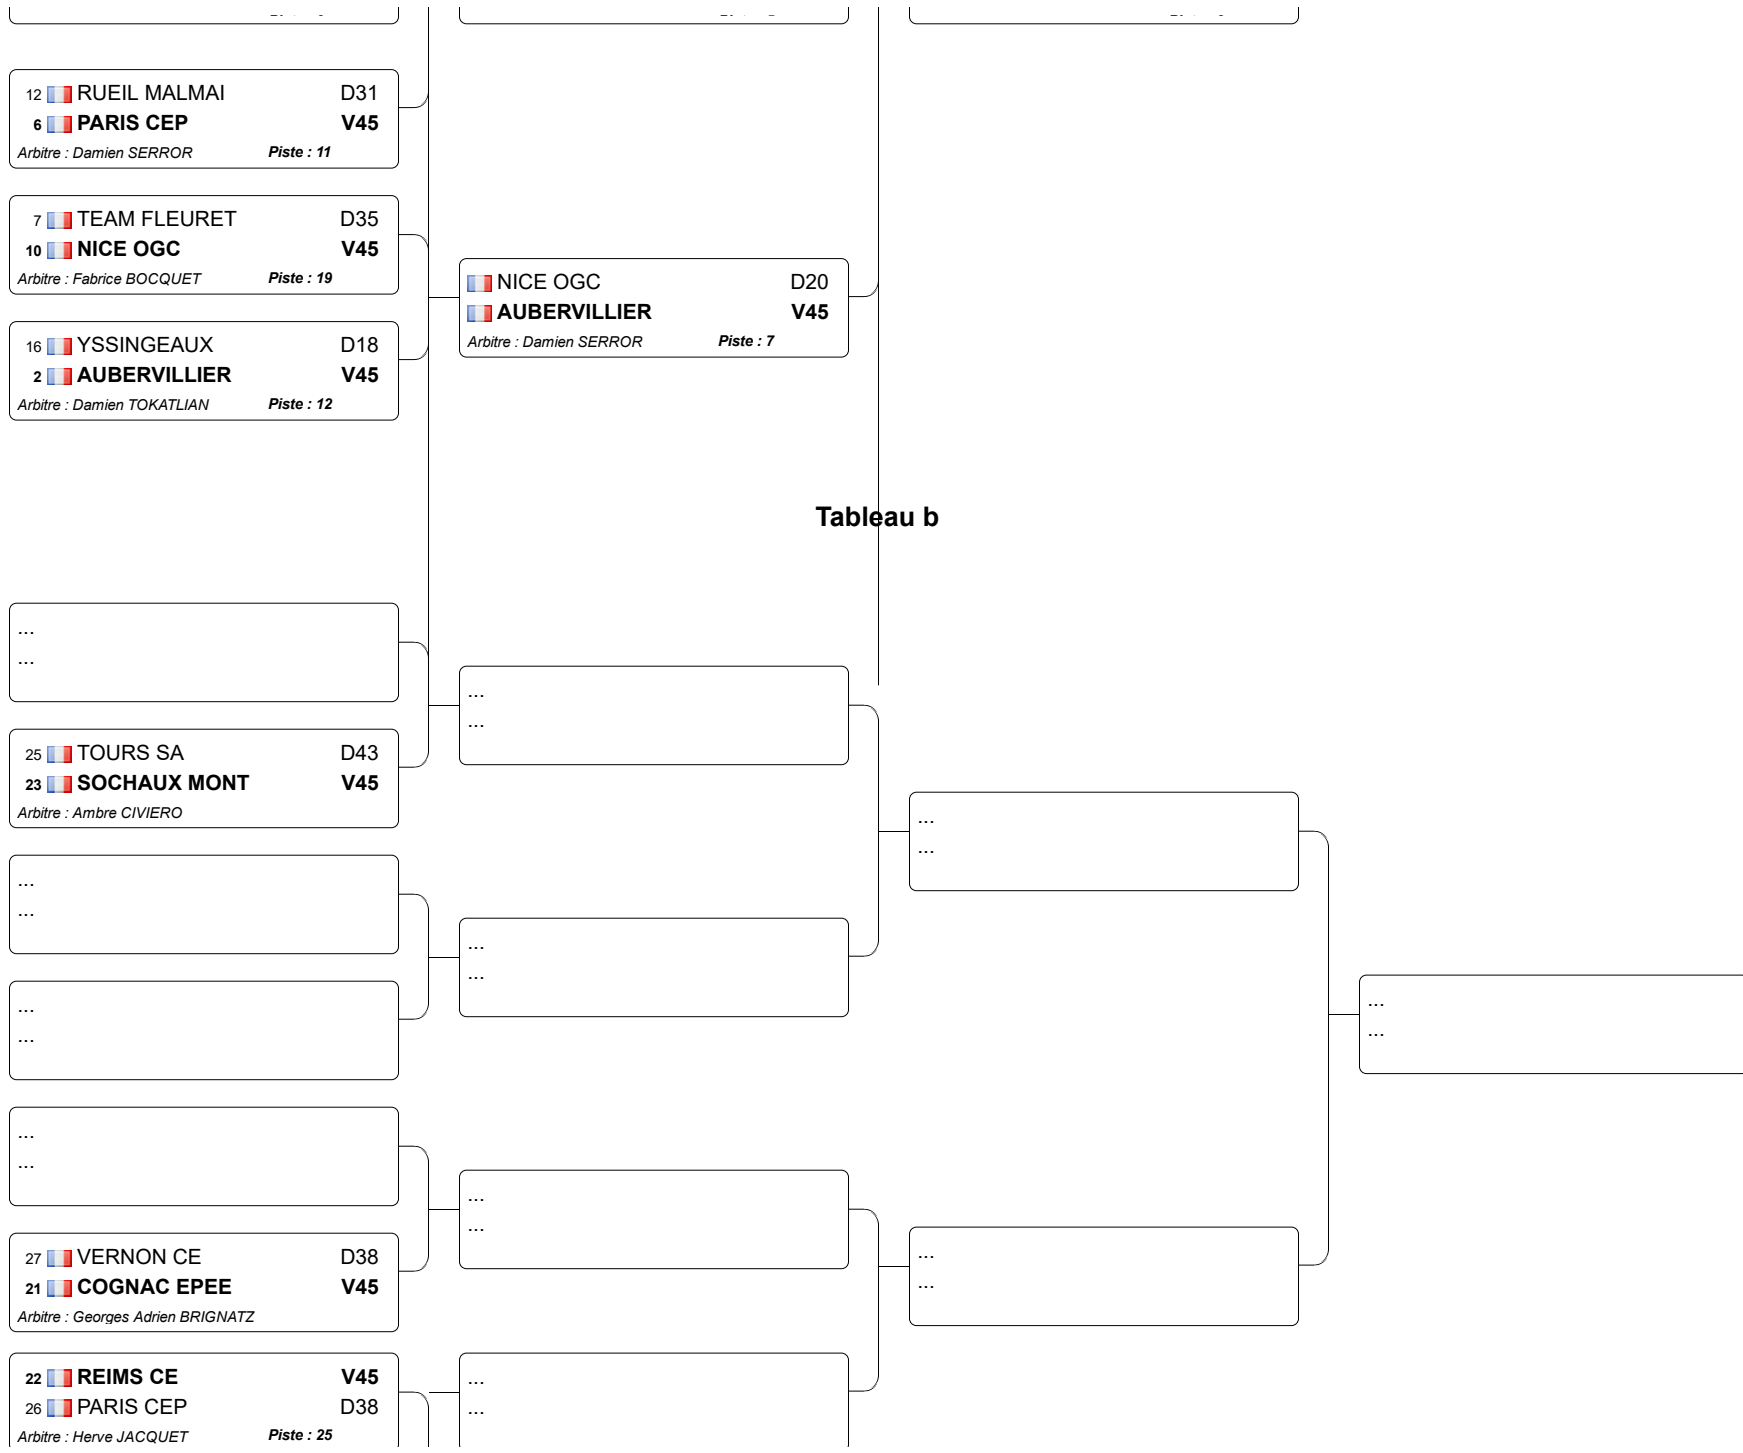 12 RUEIL MALMAI D31
6 PARIS CEP V45
Arbitre : Damien SERROR Piste : 11
7 TEAM FLEURET D35
10 NICE OGC V45
Arbitre : Fabrice BOCQUET Piste : 19
16 YSSINGEAUX D18
2 AUBERVILLIER V45
Arbitre : Damien TOKATLIAN Piste : 12
NICE OGC D20
AUBERVILLIER V45
Arbitre : Damien SERROR Piste : 7
Tableau b
...
...
25 TOURS SA D43
23 SOCHAUX MONT V45
Arbitre : Ambre CIVIERO
...
...
...
...
...
...
27 VERNON CE D38
21 COGNAC EPEE V45
Arbitre : Georges Adrien BRIGNATZ
22 REIMS CE V45
26 PARIS CEP D38
Arbitre : Herve JACQUET Piste : 25
...
...
...
...
...
...
...
...
...
...
...
...
...
...